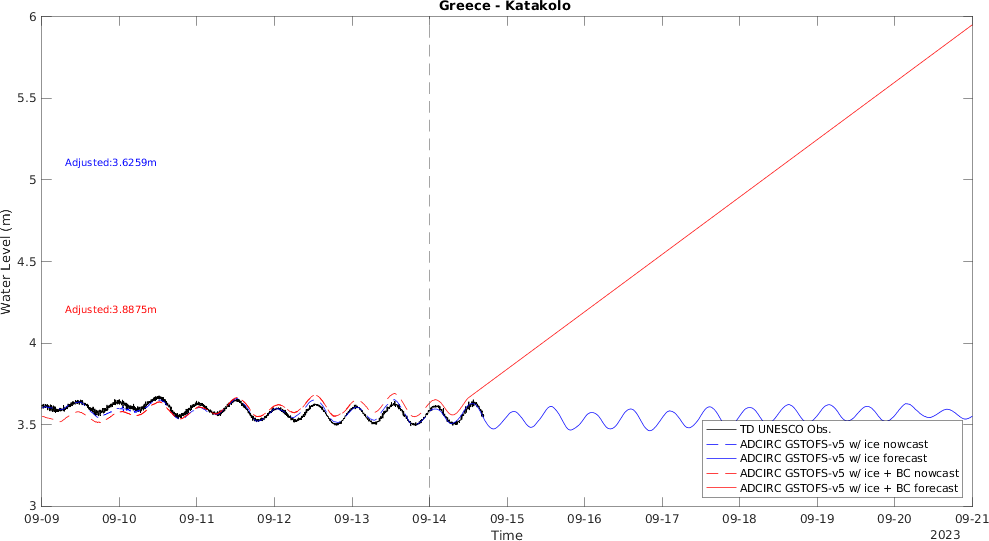 Greece - Katakolo
6
5.5
5
4.5
4
3.5
3
Water Level (m)
Adjusted:3.6259m
Adjusted:3.8875m
TD UNESCO Obs.
ADCIRC GSTOFS-v5 w/ ice nowcast
ADCIRC GSTOFS-v5 w/ ice forecast
ADCIRC GSTOFS-v5 w/ ice + BC nowcast
ADCIRC GSTOFS-v5 w/ ice + BC forecast
09-09 09-10 09-11 09-12 09-13 09-14 09-15 09-16 09-17 09-18 09-19 09-20 09-21
Time
2023